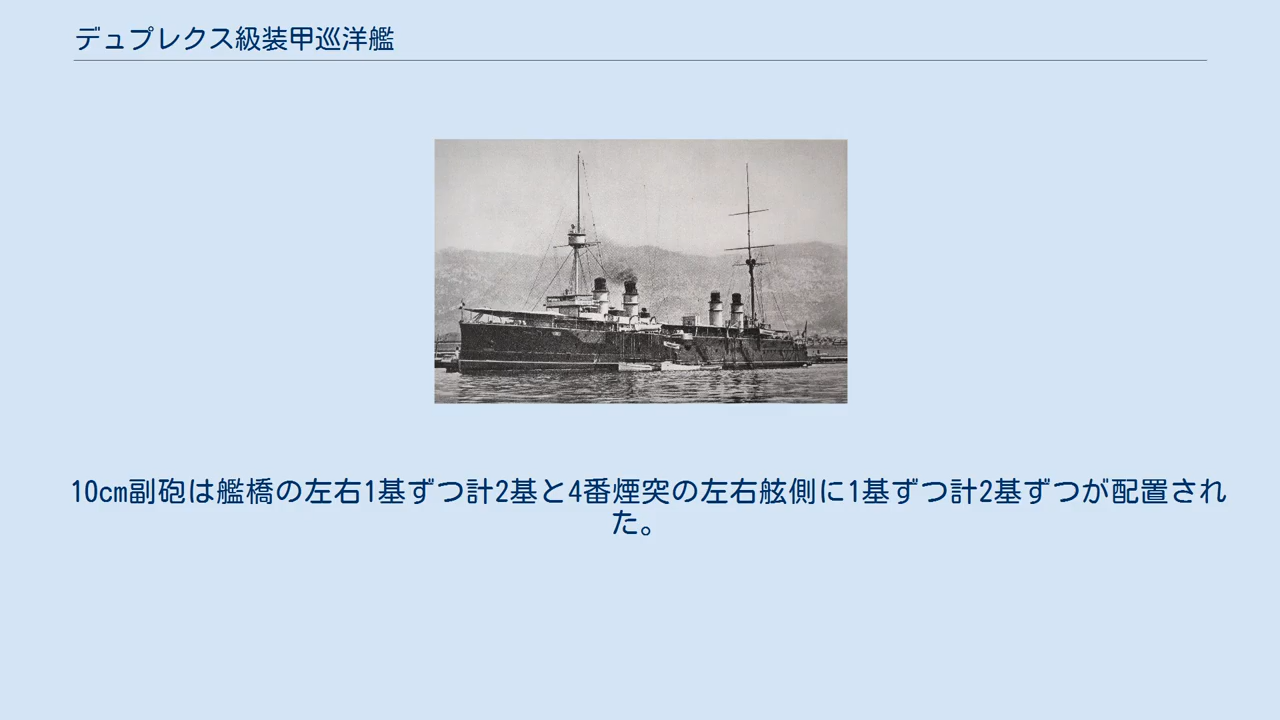 デュプレクス級装甲巡洋艦
10cm副砲は艦橋の左右1基ずつ計2基と4番煙突の左右舷側に1基ずつ計2基ずつが配置され
た。